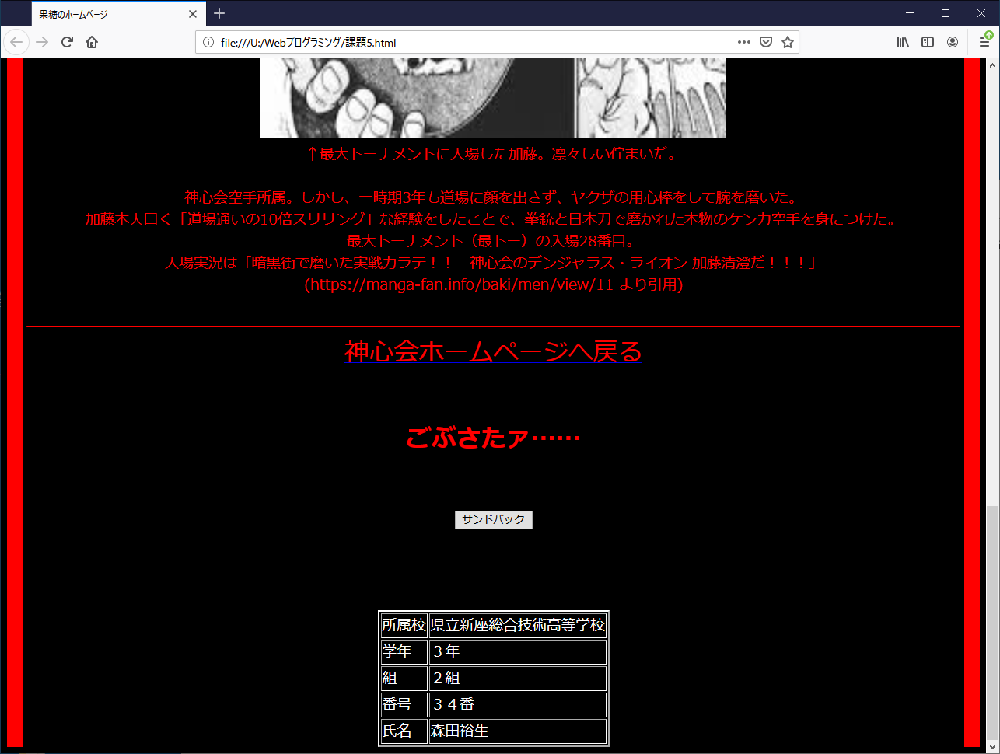 果糖のホームページ
file:///U:/Webプログラミング/課題5.html
↑最大トーナメントに入場した加藤。凛々しい佇まいだ。
神心会空手所属。しかし、一時期3年も道場に顔を出さず、ヤクザの用心棒をして腕を磨いた。
加藤本人曰く「道場通いの10倍スリリング」な経験をしたことで、拳銃と日本刀で磨かれた本物のケンカ空手を身につけた。
最大トーナメント（最トー）の入場28番目。
入場実況は「暗黒街で磨いた実戦カラテ！！　神心会のデンジャラス・ライオン 加藤清澄だ！！！」
(https://manga-fan.info/baki/men/view/11 より引用)
神心会ホームページへ戻る
ごぶさたァ……
サンドバック
所属校 県立新座総合技術高等学校
学年 ３年
組 ２組
番号 ３４番
氏名 森田裕生